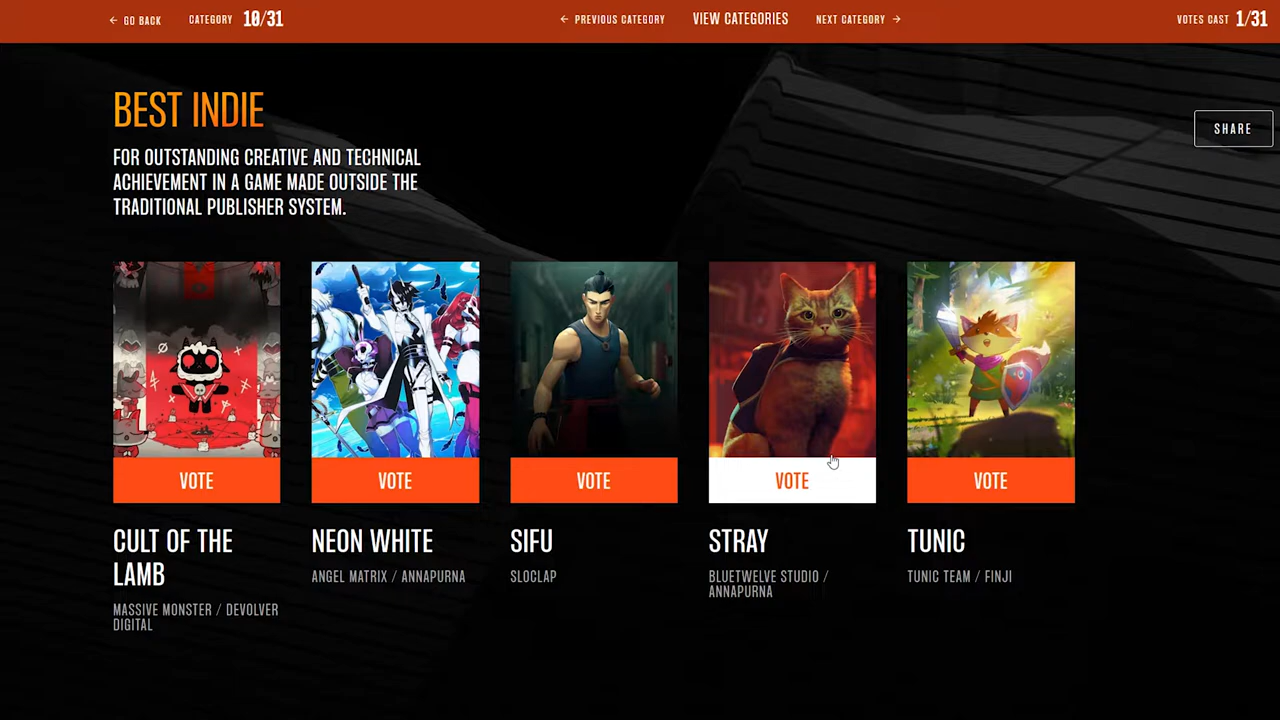 ← GO BACK
CATEGORY 10/31
← PREVIOUS CATEGORY
VIEW CATEGORIES
NEXT CATEGORY →
VOTES CAST 1/31
BEST INDIE
SHARE
FOR OUTSTANDING CREATIVE AND TECHNICAL
ACHIEVEMENT IN A GAME MADE OUTSIDE THE
TRADITIONAL PUBLISHER SYSTEM.
VOTE
VOTE
VOTE
VOTE
VOTE
CULT OF THE
LAMB
MASSIVE MONSTER / DEVOLVER
DIGITAL
NEON WHITE
ANGEL MATRIX / ANNAPURNA
SIFU
SLOCLAP
STRAY
BLUETWELVE STUDIO /
ANNAPURNA
TUNIC
TUNIC TEAM / FINJI